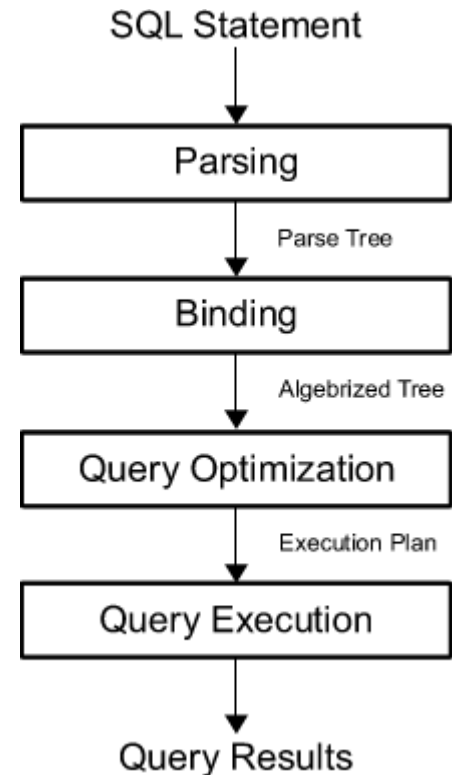 SQL Statement
Parsing
Parse Tree
Binding
Algebrized Tree
Query Optimization
Execution Plan
Query Execution
Query Results